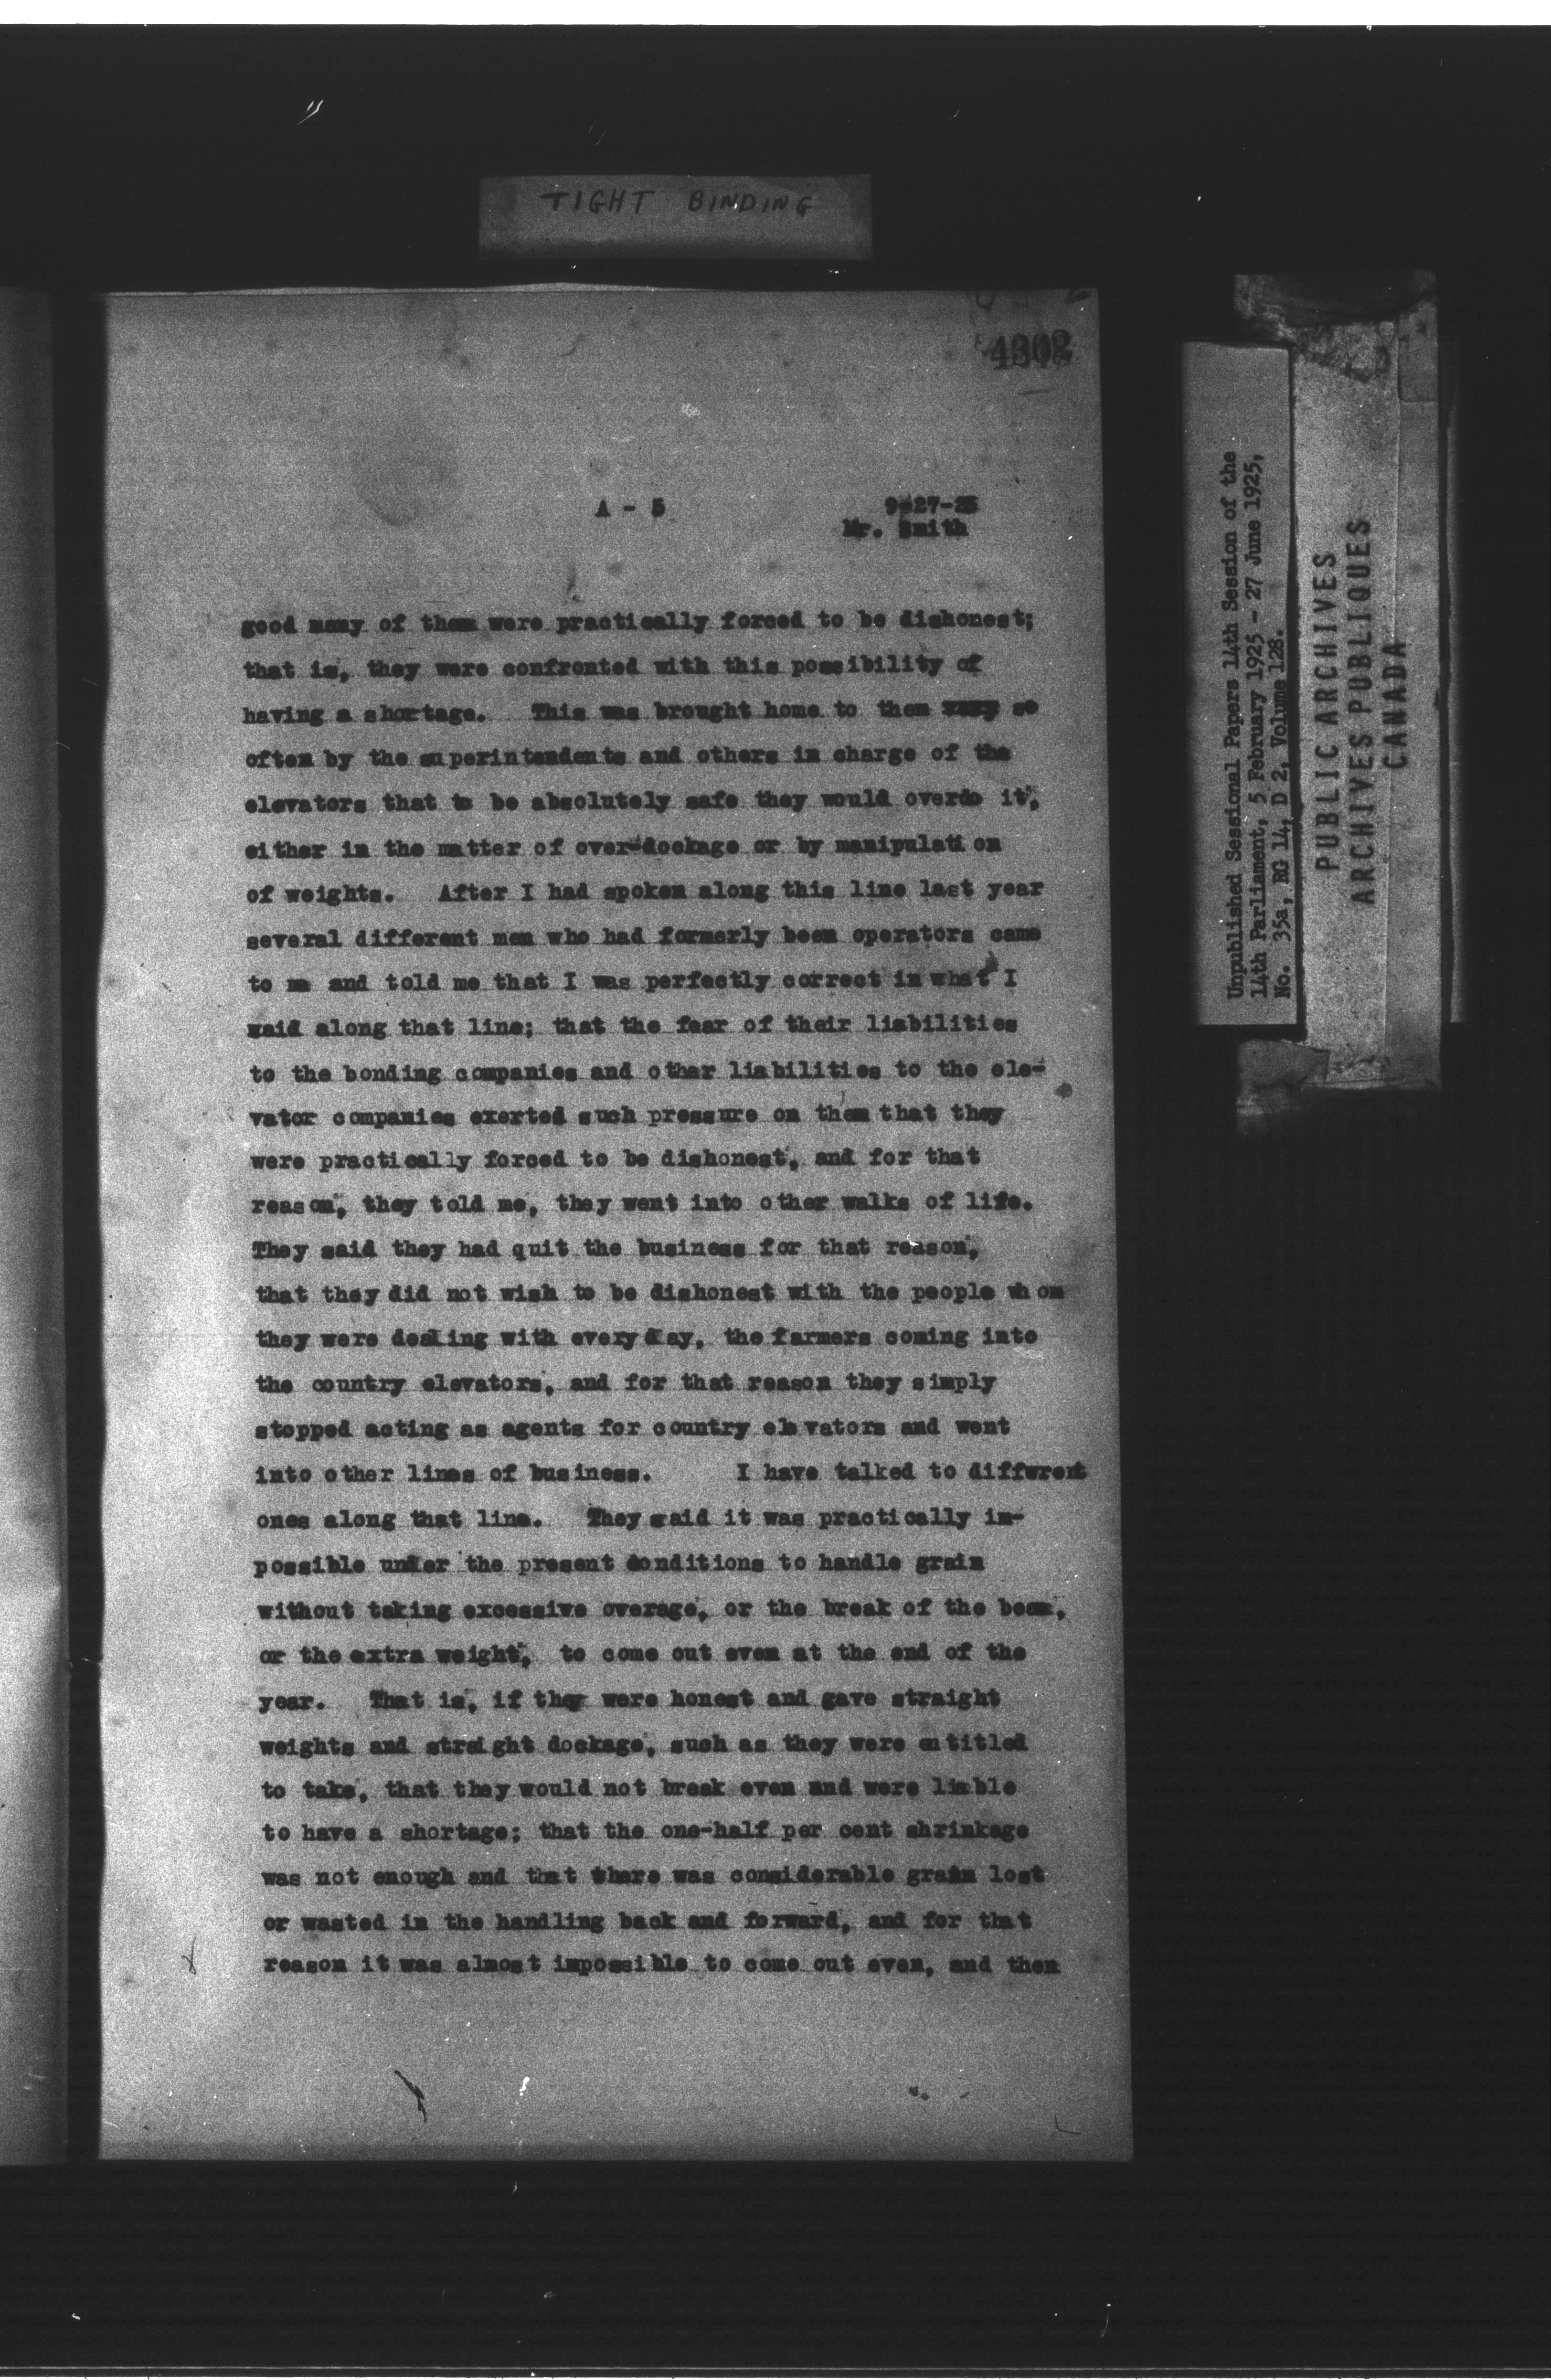 TIGHT BINDING
4302
A - 5
9-27-23
Mr. Smith
good many of them were practically forced to be dishonest;
that is, they were confronted with this possibility of
having a shortage. This was brought home to them so
often by the superintendents and others in charge of the
elevators that to be absolutely safe they would overdo it,
either in the matter of over-dockage or by manipulation
of weights. After I had spoken along this line last year
several different men who had formerly been operators came
to me and told me that I was perfectly correct in what I
said along that line; that the fear of their liabilities
to the bonding companies and other liabilities to the ele-
vator companies exerted such pressure on them that they
were practically forced to be dishonest, and for that
reason, they told me, they went into other walks of life.
They said they had quit the business for that reason,
that they did not wish to be dishonest with the people whom
they were dealing with every day, the farmers coming into
the country elevators, and for that reason they simply
stopped acting as agents for country elevators and went
into other lines of business. I have talked to different
ones along that line. They said it was practically im-
possible under the present conditions to handle grain
without taking excessive overage, or the break of the beam,
or the extra weight, to come out even at the end of the
year. That is, if they were honest and gave straight
weights and straight dockage, such as they were entitled
to take, that they would not break even and were liable
to have a shortage; that the one-half per cent shrinkage
was not enough and that there was considerable grain lost
or wasted in the handling back and forward, and for that
reason it was almost impossible to come out even, and then
Unpublished Sessional Papers 14th Session of the
14th Parliament, 5 February 1925 - 27 June 1925,
No. 35a, RG 14, D 2, Volume 128.
PUBLIC ARCHIVES
ARCHIVES PUBLIQUES
CANADA